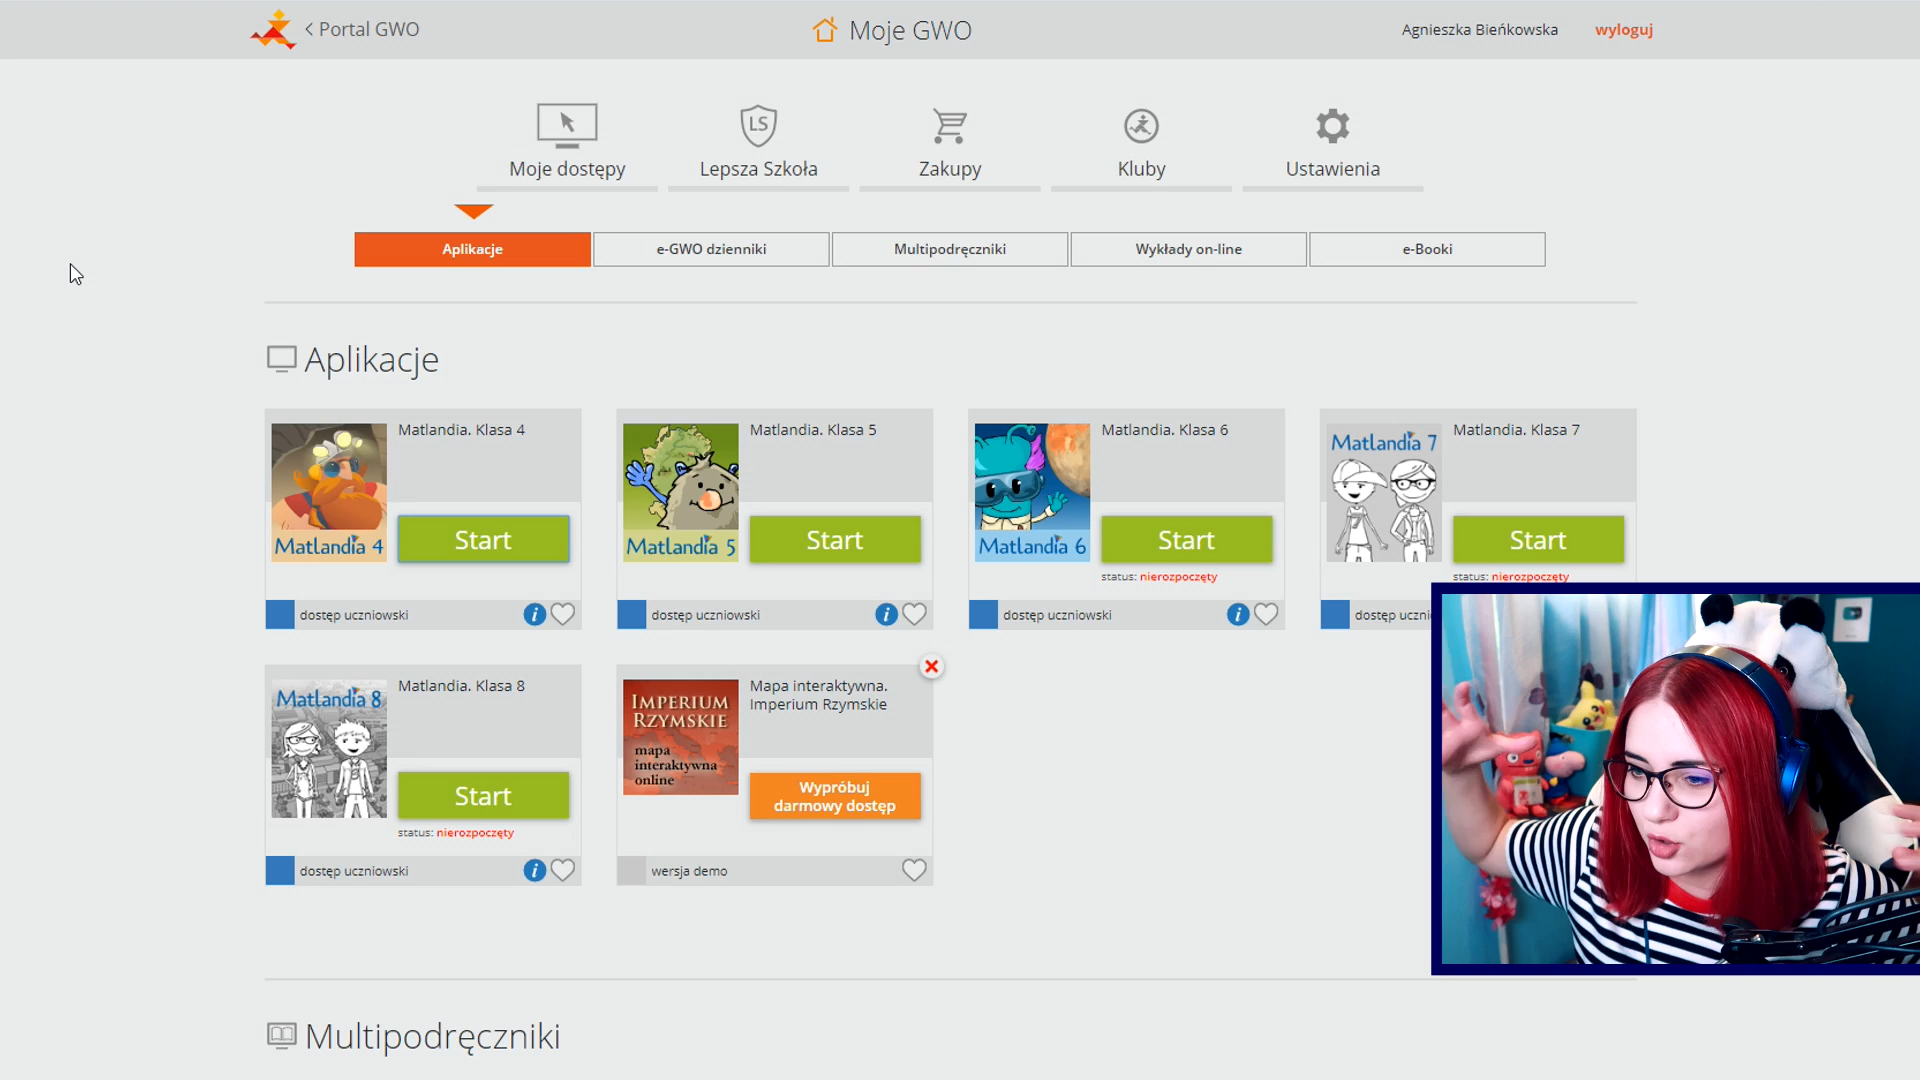 Portal GWO
Moje GWO
Agnieszka Bieńkowska
wyloguj
Moje dostępy
LS
Lepsza Szkoła
Zakupy
Kluby
Ustawienia
Aplikacje
e-GWO dzienniki
Multipodręczniki
Wykłady on-line
e-Booki
Aplikacje
Matlandia. Klasa 4
Matlandia 4
Start
dostęp uczniowski
Matlandia. Klasa 5
Matlandia 5
Start
dostęp uczniowski
Matlandia. Klasa 6
Matlandia 6
Start
status: nierozpoczęty
dostęp uczniowski
Matlandia. Klasa 7
Matlandia 7
Start
status: nierozpoczęty
dostęp uczni
Matlandia. Klasa 8
Matlandia 8
Start
status: nierozpoczęty
dostęp uczniowski
Mapa interaktywna.
Imperium Rzymskie
IMPERIUM
RZYMSKIE
mapa
interaktywna
online
Wypróbuj
darmowy dostęp
wersja demo
Multipodręczniki